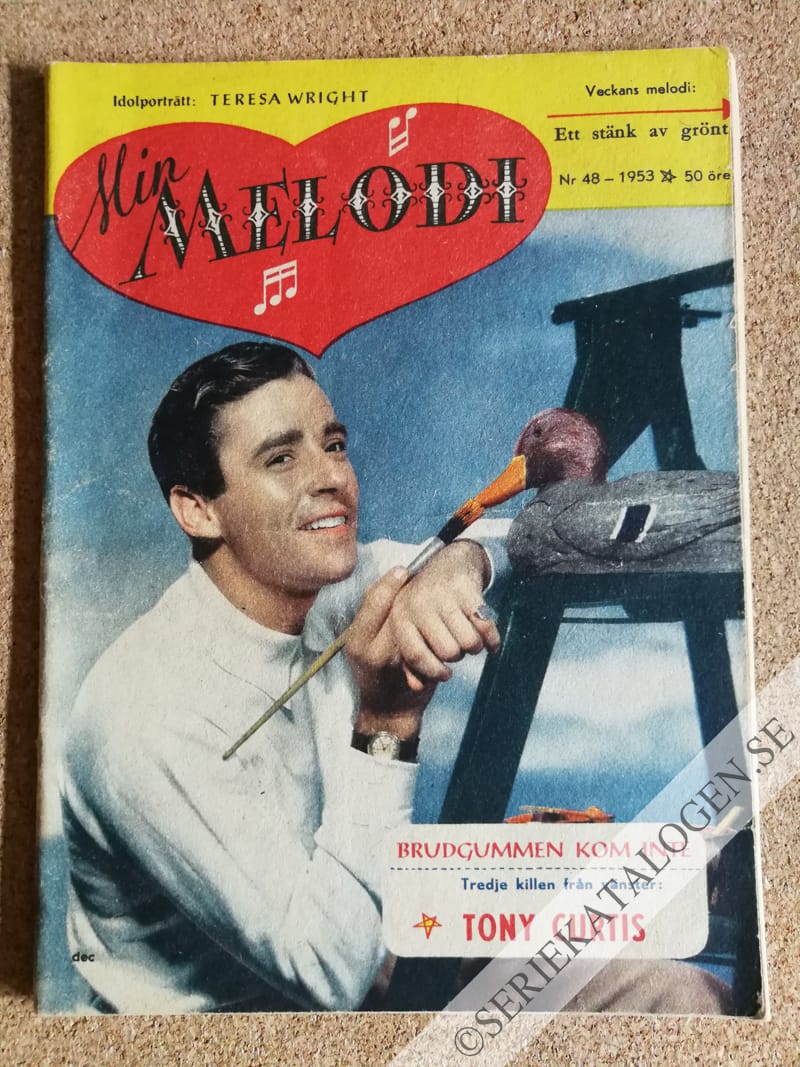 Idolporträtt: TERESA WRIGHT
Veckans melodi:
Ett stänk av grönt
Min
MELODI
Nr 48 – 1953 50 öre
BRUDGUMMEN KOM INTE
Tredje killen från vänster:
TONY CURTIS
dec
©SERIEKATALOGEN.SE